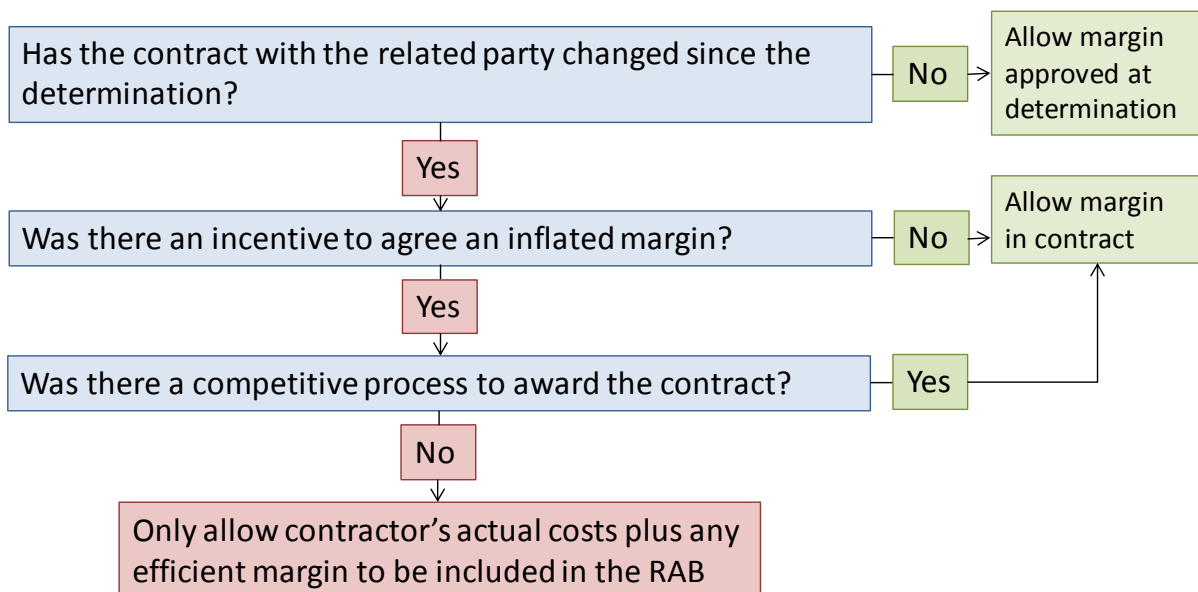 Has the contract with the related party changed since the
determination?
No
Allow margin
approved at
determination
Yes
Was there an incentive to agree an inflated margin?
No
Allow margin
in contract
Yes
Was there a competitive process to award the contract?
Yes
No
Only allow contractor’s actual costs plus any
efficient margin to be included in the RAB